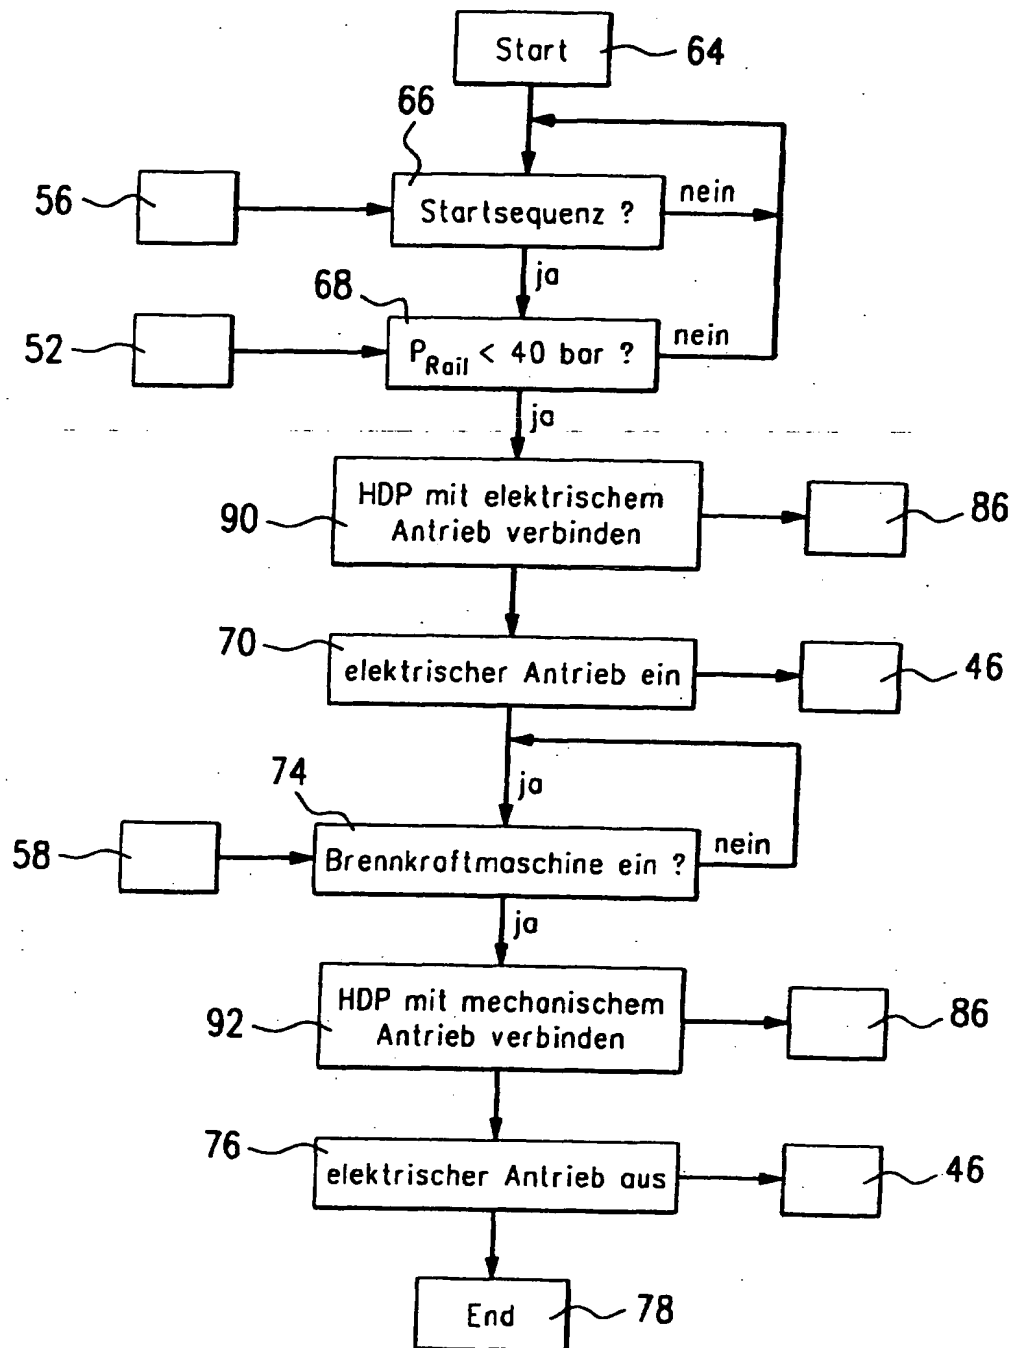 Start
64
66
56
Startsequenz ?
nein
ja
68
52
P_Rail < 40 bar ?
nein
ja
90
HDP mit elektrischem
Antrieb verbinden
86
70
elektrischer Antrieb ein
46
ja
74
58
Brennkraftmaschine ein ?
nein
ja
92
HDP mit mechanischem
Antrieb verbinden
86
76
elektrischer Antrieb aus
46
End
78